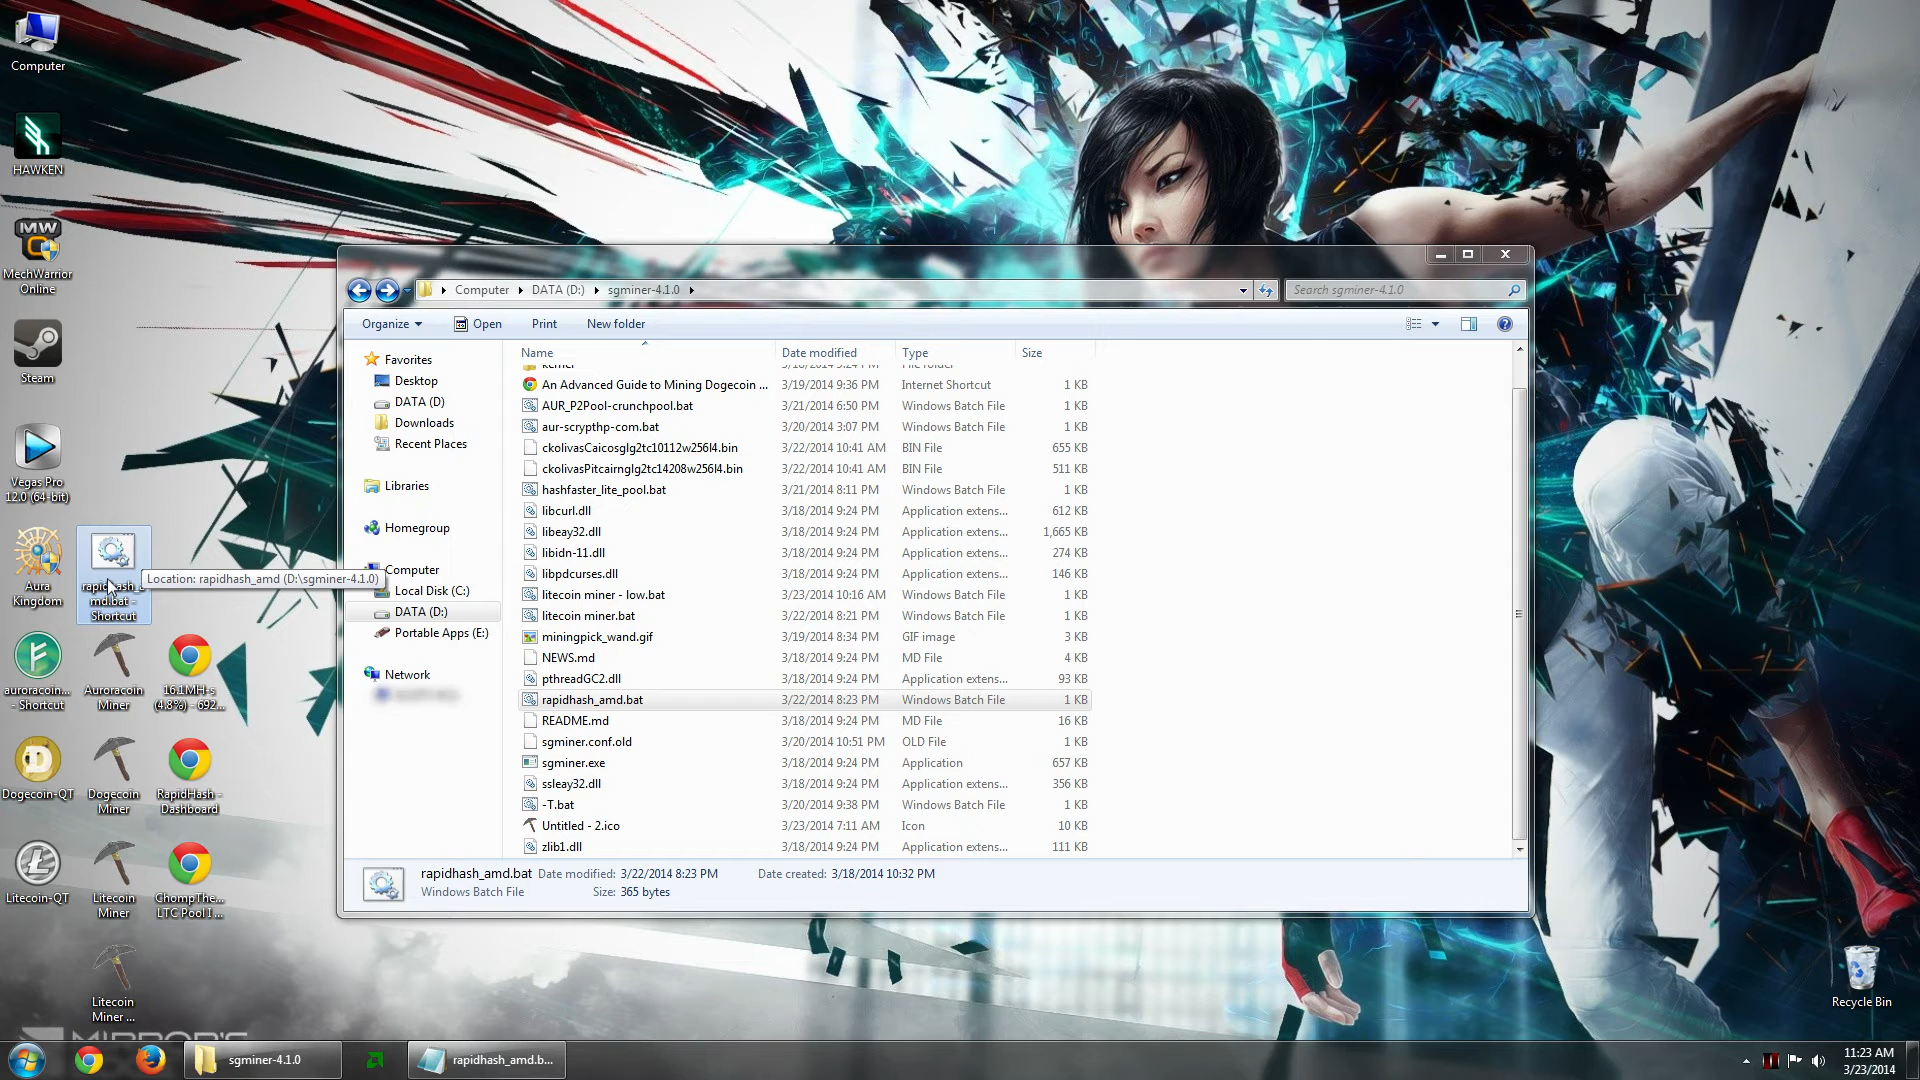 Computer
HAWKEN
MechWarrior
Online
Steam
Vegas Pro
12.0 (64-bit)
Aura
Kingdom
md.bat -
Shortcut
Location: rapidhash_amd (D:\sgminer-4.1.0)
auroracoin...
- Shortcut
Auroracoin
Miner
16.1MH-s
(4.8%) - 692...
Dogecoin-QT
Dogecoin
Miner
RapidHash -
Dashboard
Litecoin-QT
Litecoin
Miner
ChompThe...
LTC Pool I ...
Litecoin
Miner ...
MIRROR'S
Computer DATA (D:) sgminer-4.1.0
Search sgminer-4.1.0
Organize Open Print New folder
Favorites
Desktop
DATA (D)
Downloads
Recent Places
Libraries
Homegroup
Computer
Local Disk (C:)
DATA (D:)
Portable Apps (E:)
Network
Name Date modified Type Size
kernel 3/18/2014 9:24 PM File folder
An Advanced Guide to Mining Dogecoin ... 3/19/2014 9:36 PM Internet Shortcut 1 KB
AUR_P2Pool-crunchpool.bat 3/21/2014 6:50 PM Windows Batch File 1 KB
aur-scrypthp-com.bat 3/20/2014 3:07 PM Windows Batch File 1 KB
ckolivasCaicosglg2tc10112w256l4.bin 3/22/2014 10:41 AM BIN File 655 KB
ckolivasPitcairnglg2tc14208w256l4.bin 3/22/2014 10:41 AM BIN File 511 KB
hashfaster_lite_pool.bat 3/21/2014 8:11 PM Windows Batch File 1 KB
libcurl.dll 3/18/2014 9:24 PM Application extens... 612 KB
libeay32.dll 3/18/2014 9:24 PM Application extens... 1,665 KB
libidn-11.dll 3/18/2014 9:24 PM Application extens... 274 KB
libpdcurses.dll 3/18/2014 9:24 PM Application extens... 146 KB
litecoin miner - low.bat 3/23/2014 10:16 AM Windows Batch File 1 KB
litecoin miner.bat 3/22/2014 8:21 PM Windows Batch File 1 KB
miningpick_wand.gif 3/19/2014 8:34 PM GIF image 3 KB
NEWS.md 3/18/2014 9:24 PM MD File 4 KB
pthreadGC2.dll 3/18/2014 9:24 PM Application extens... 93 KB
rapidhash_amd.bat 3/22/2014 8:23 PM Windows Batch File 1 KB
README.md 3/18/2014 9:24 PM MD File 16 KB
sgminer.conf.old 3/20/2014 10:51 PM OLD File 1 KB
sgminer.exe 3/18/2014 9:24 PM Application 657 KB
ssleay32.dll 3/18/2014 9:24 PM Application extens... 356 KB
-T.bat 3/20/2014 9:38 PM Windows Batch File 1 KB
Untitled - 2.ico 3/23/2014 7:11 AM Icon 10 KB
zlib1.dll 3/18/2014 9:24 PM Application extens... 111 KB
rapidhash_amd.bat Date modified: 3/22/2014 8:23 PM Date created: 3/18/2014 10:32 PM
Windows Batch File Size: 365 bytes
Recycle Bin
sgminer-4.1.0
rapidhash_amd.b...
11:23 AM
3/23/2014